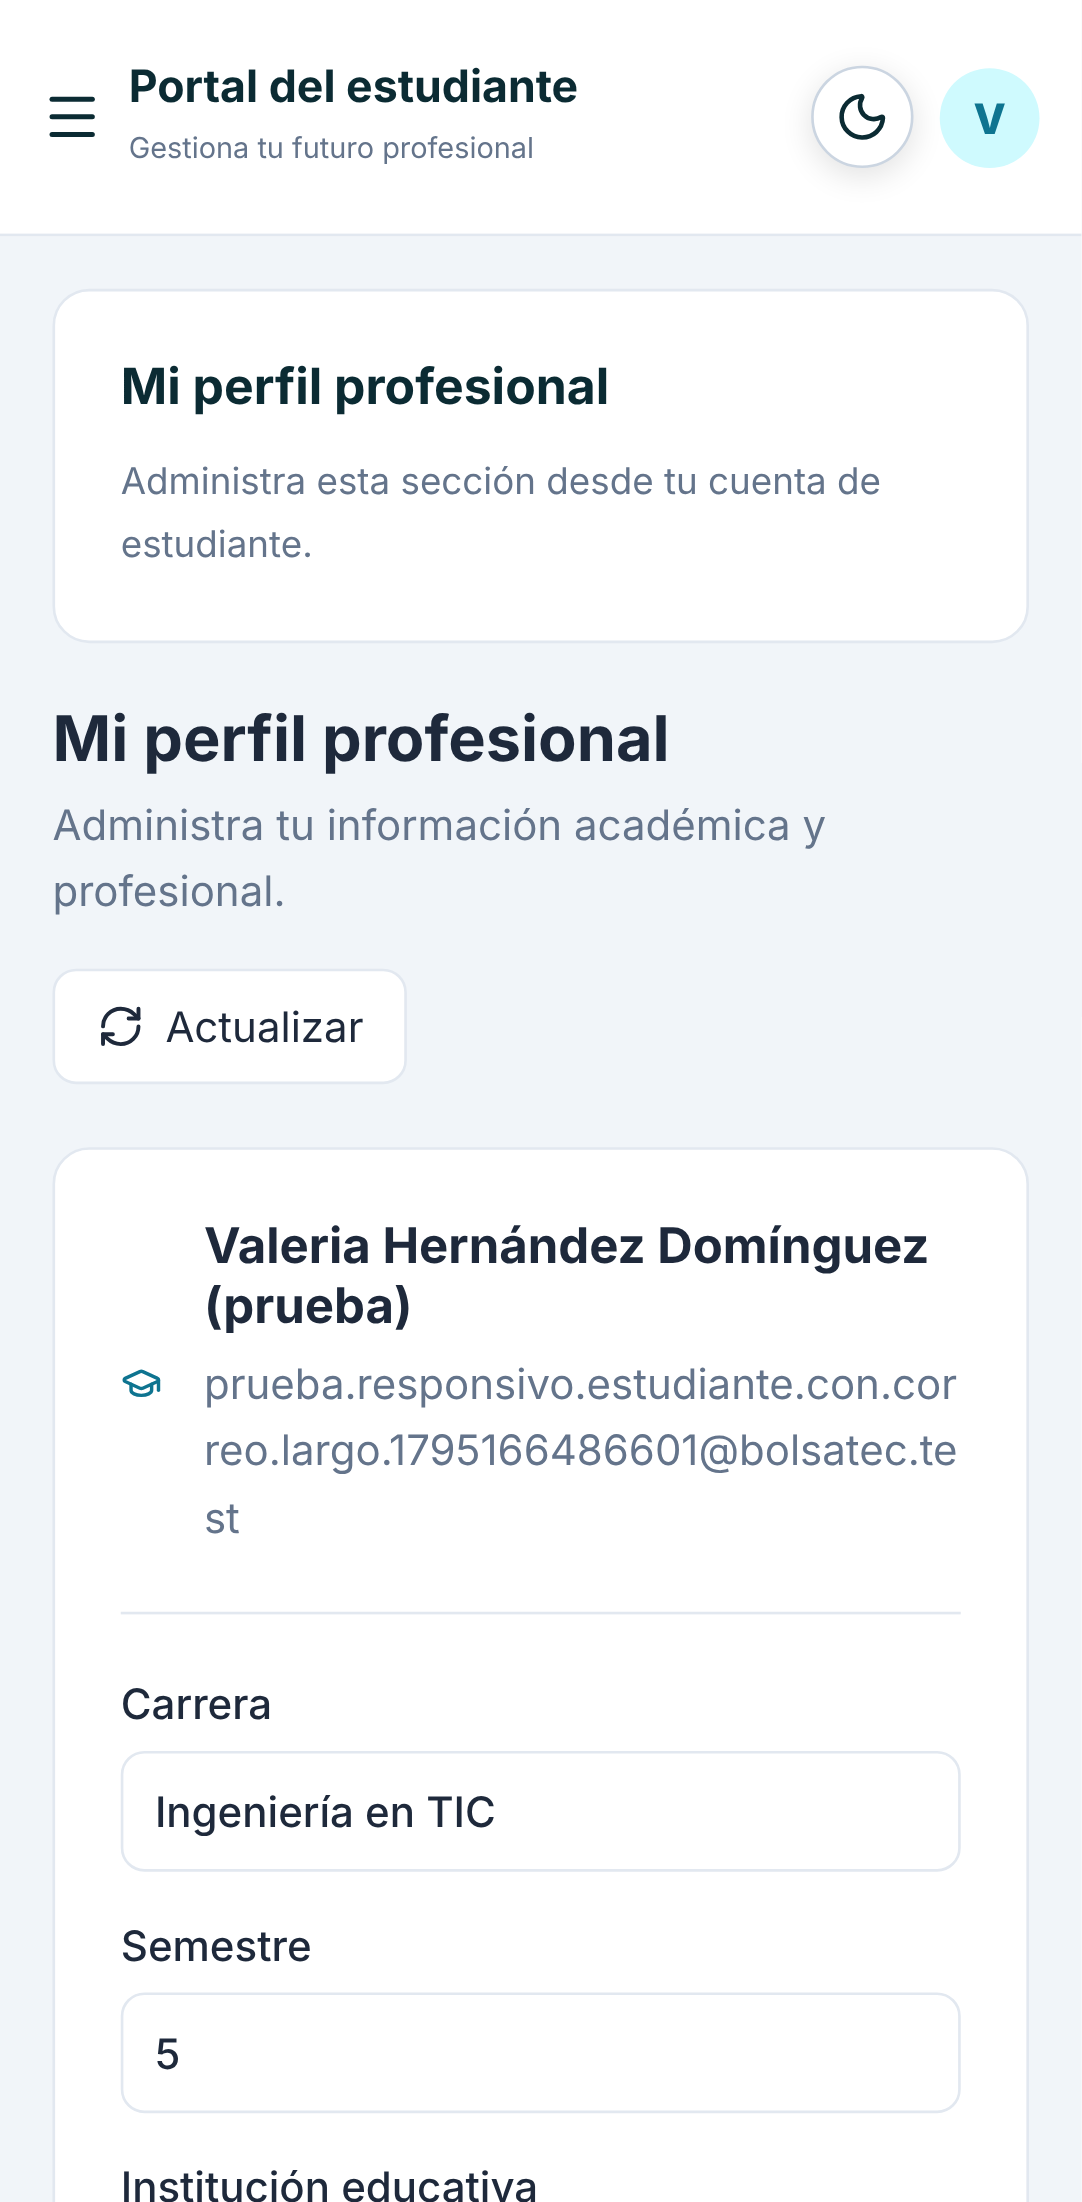 Portal del estudiante
Gestiona tu futuro profesional
V
Mi perfil profesional
Administra esta sección desde tu cuenta de
estudiante.
Mi perfil profesional
Administra tu información académica y
profesional.
Actualizar
Valeria Hernández Domínguez
(prueba)
prueba.responsivo.estudiante.con.cor
reo.largo.1795166486601@bolsatec.te
st
Carrera
Ingeniería en TIC
Semestre
5
Institución educativa